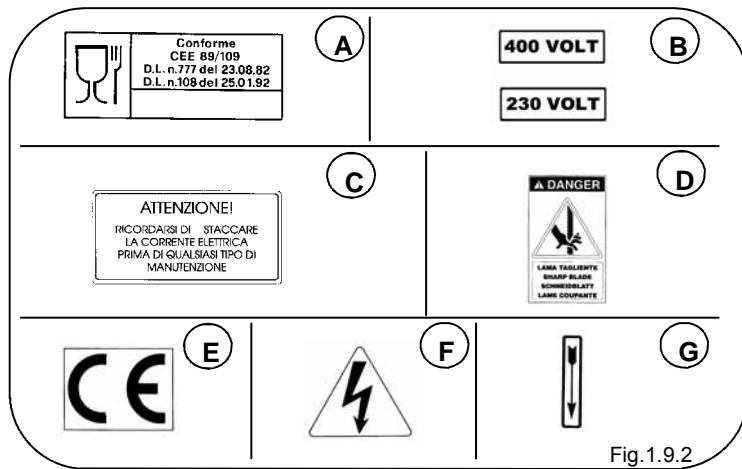 Conforme
CEE 89/109
D.L. n.777 del 23.08.82
D.L. n.108 del 25.01.92
A
400 VOLT
230 VOLT
B
ATTENZIONE!
RICORDARSI DI STACCARE
LA CORRENTE ELETTRICA
PRIMA DI QUALSIASI TIPO DI
MANUTENZIONE
C
DANGER
LAMA TAGLIENTE
SHARP BLADE
SCHNEIDBLATT
LAME COUPANTE
D
CE
E
F
G
Fig.1.9.2